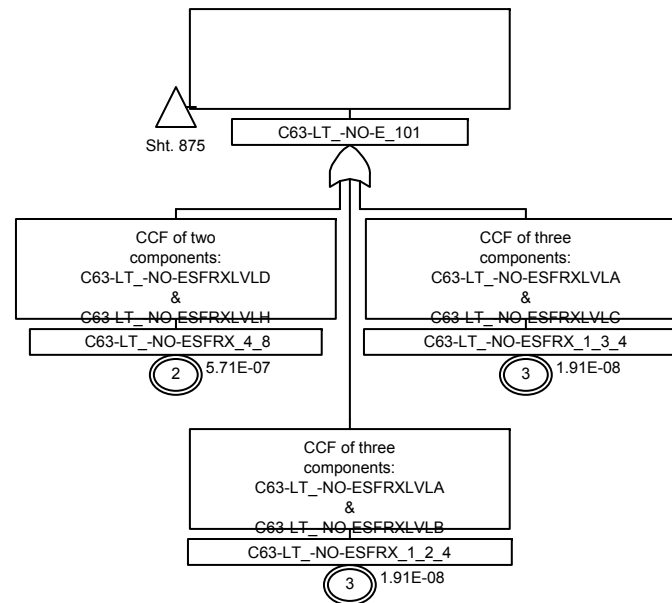 C63-LT_-NO-E_101
Sht. 875
CCF of two
components:
C63-LT_-NO-ESFRXLVLD
&
C63-LT_-NO-ESFRXLVLH
C63-LT_-NO-ESFRX_4_8
2
5.71E-07
CCF of three
components:
C63-LT_-NO-ESFRXLVLA
&
C63-LT_-NO-ESFRXLVLC
C63-LT_-NO-ESFRX_1_3_4
3
1.91E-08
CCF of three
components:
C63-LT_-NO-ESFRXLVLA
&
C63-LT_-NO-ESFRXLVLB
C63-LT_-NO-ESFRX_1_2_4
3
1.91E-08